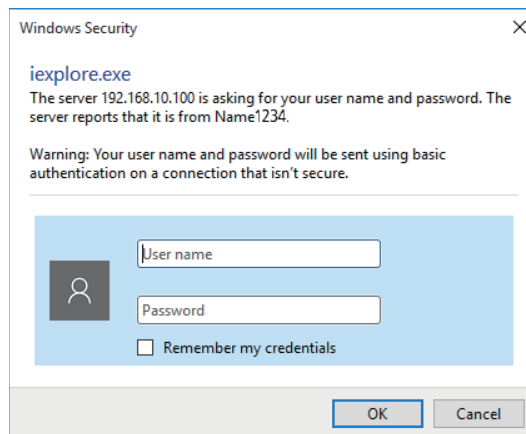 Windows Security
iexplore.exe
The server 192.168.10.100 is asking for your user name and password. The
server reports that it is from Name1234.
Warning: Your user name and password will be sent using basic
authentication on a connection that isn't secure.
User name
Password
Remember my credentials
OK Cancel